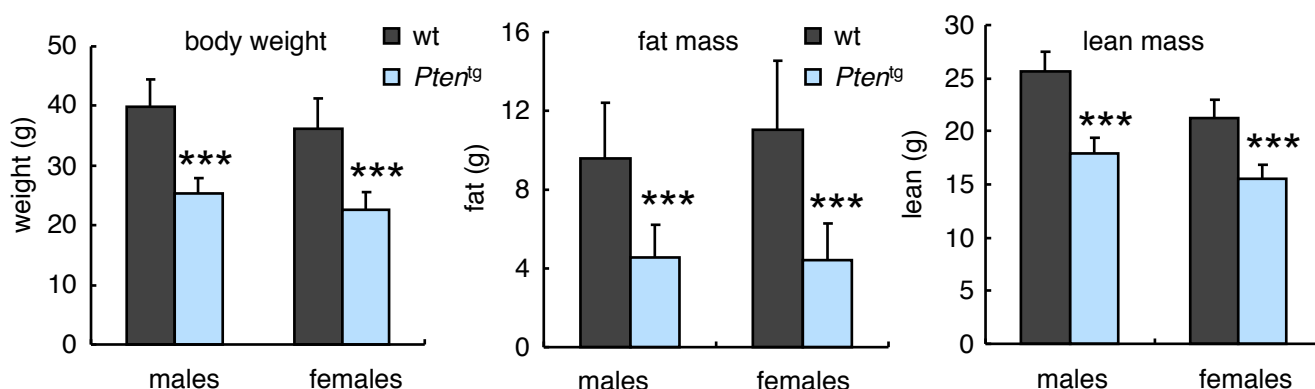 body weight
wt
Pten^tg
weight (g)
50
40
30
20
10
0
***
***
males
females
fat mass
wt
Pten^tg
fat (g)
16
12
8
4
0
***
***
males
females
lean mass
lean (g)
30
25
20
15
10
5
0
***
***
males
females